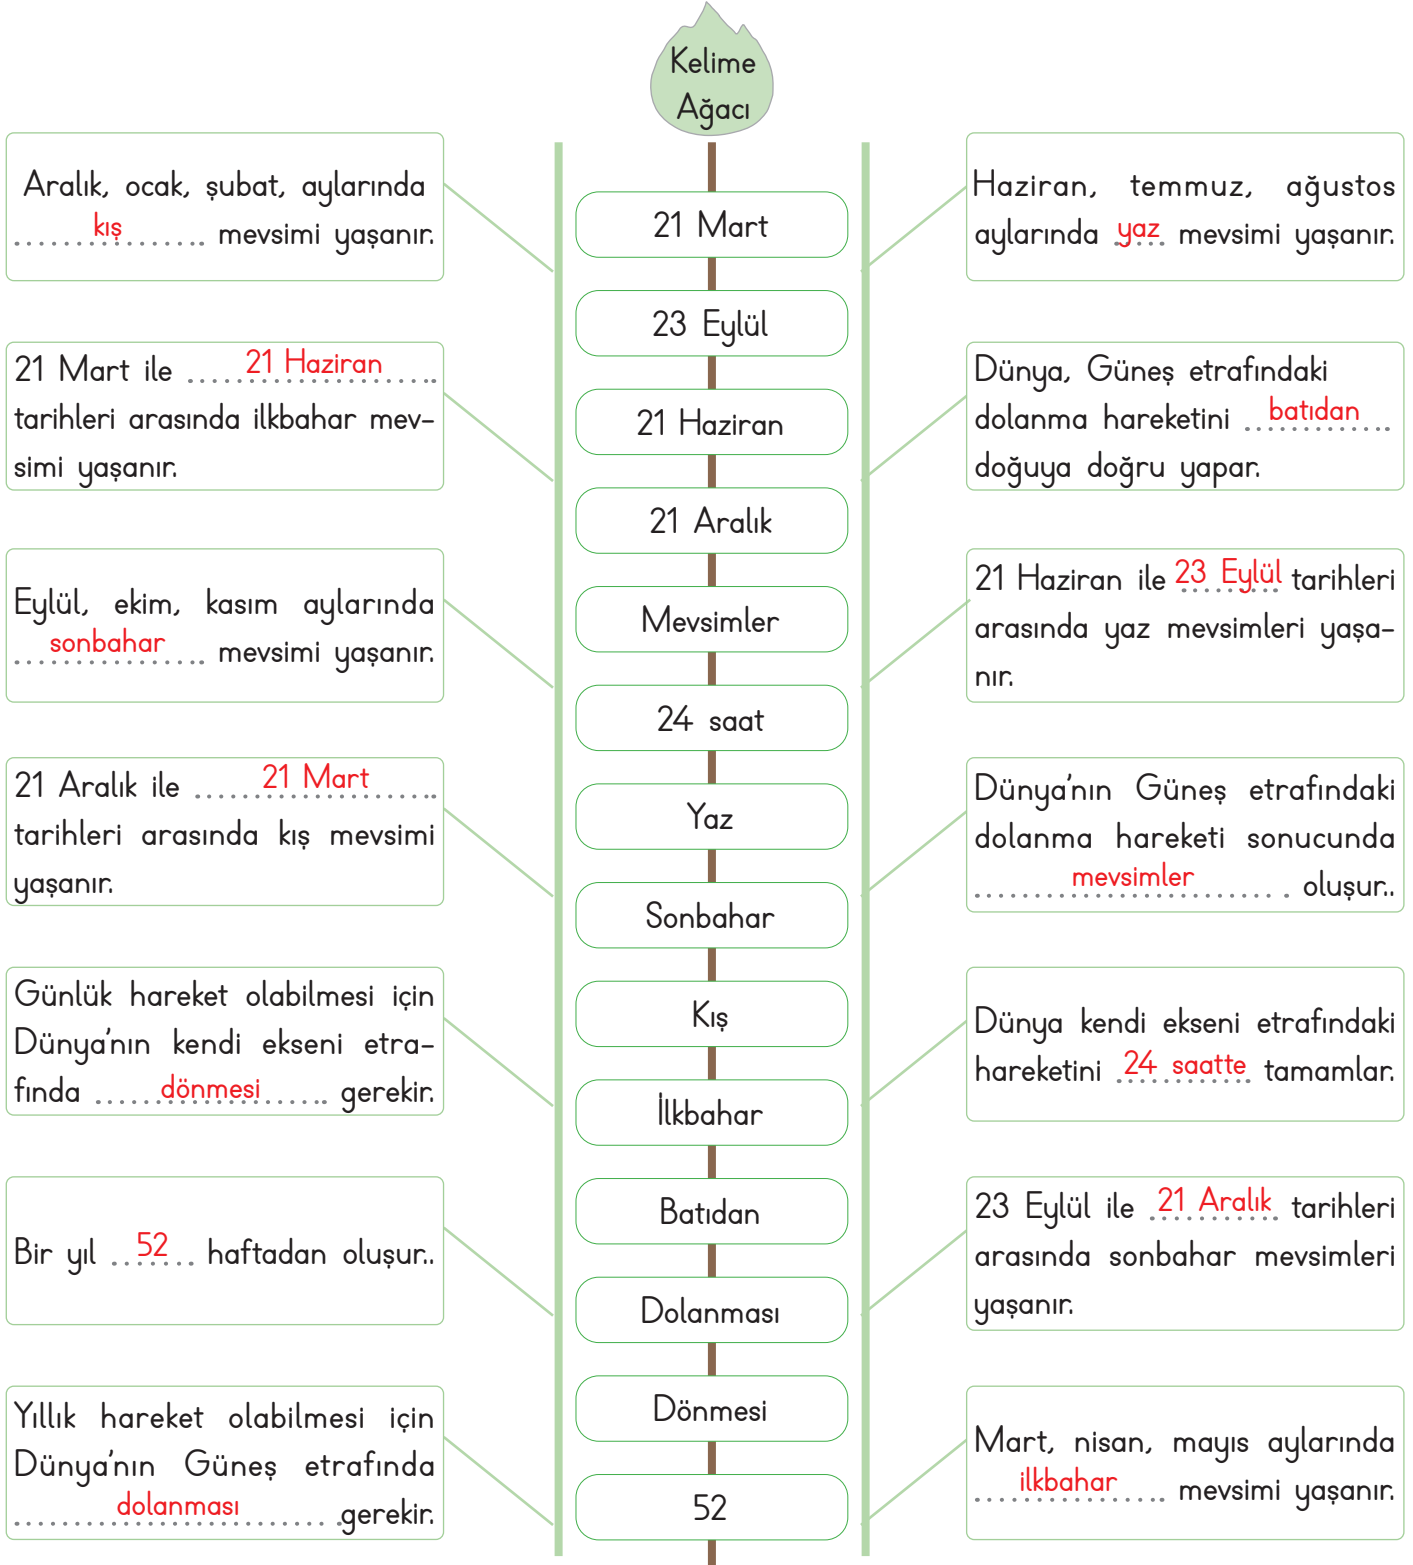 Kelime
Ağacı
Aralık, ocak, şubat, aylarında
kış mevsimi yaşanır.
21 Mart ile 21 Haziran
tarihleri arasında ilkbahar mev-
simi yaşanır.
Eylül, ekim, kasım aylarında
sonbahar mevsimi yaşanır.
21 Aralık ile 21 Mart
tarihleri arasında kış mevsimi
yaşanır.
Günlük hareket olabilmesi için
Dünya'nın kendi ekseni etra-
fında dönmesi gerekir.
Bir yıl 52 haftadan oluşur..
Yıllık hareket olabilmesi için
Dünya'nın Güneş etrafında
dolanması gerekir.
21 Mart
23 Eylül
21 Haziran
21 Aralık
Mevsimler
24 saat
Yaz
Sonbahar
Kış
İlkbahar
Batıdan
Dolanması
Dönmesi
52
Haziran, temmuz, ağustos
aylarında yaz mevsimi yaşanır.
Dünya, Güneş etrafındaki
dolanma hareketini batıdan
doğuya doğru yapar.
21 Haziran ile 23 Eylül tarihleri
arasında yaz mevsimleri yaşa-
nır.
Dünya'nın Güneş etrafındaki
dolanma hareketi sonucunda
mevsimler oluşur..
Dünya kendi ekseni etrafındaki
hareketini 24 saatte tamamlar.
23 Eylül ile 21 Aralık tarihleri
arasında sonbahar mevsimleri
yaşanır.
Mart, nisan, mayıs aylarında
ilkbahar mevsimi yaşanır.